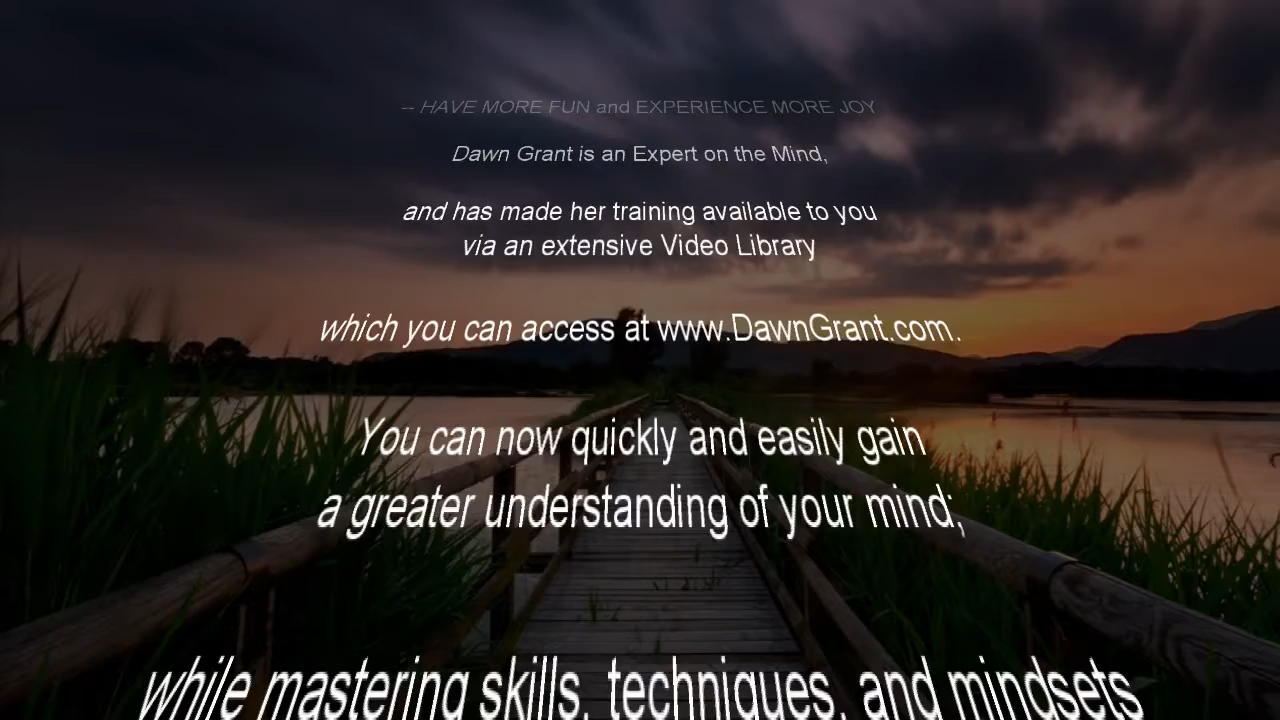 -- HAVE MORE FUN and EXPERIENCE MORE JOY
Dawn Grant is an Expert on the Mind,
and has made her training available to you
via an extensive Video Library
which you can access at www.DawnGrant.com.
You can now quickly and easily gain
a greater understanding of your mind;
while mastering skills, techniques, and mindsets